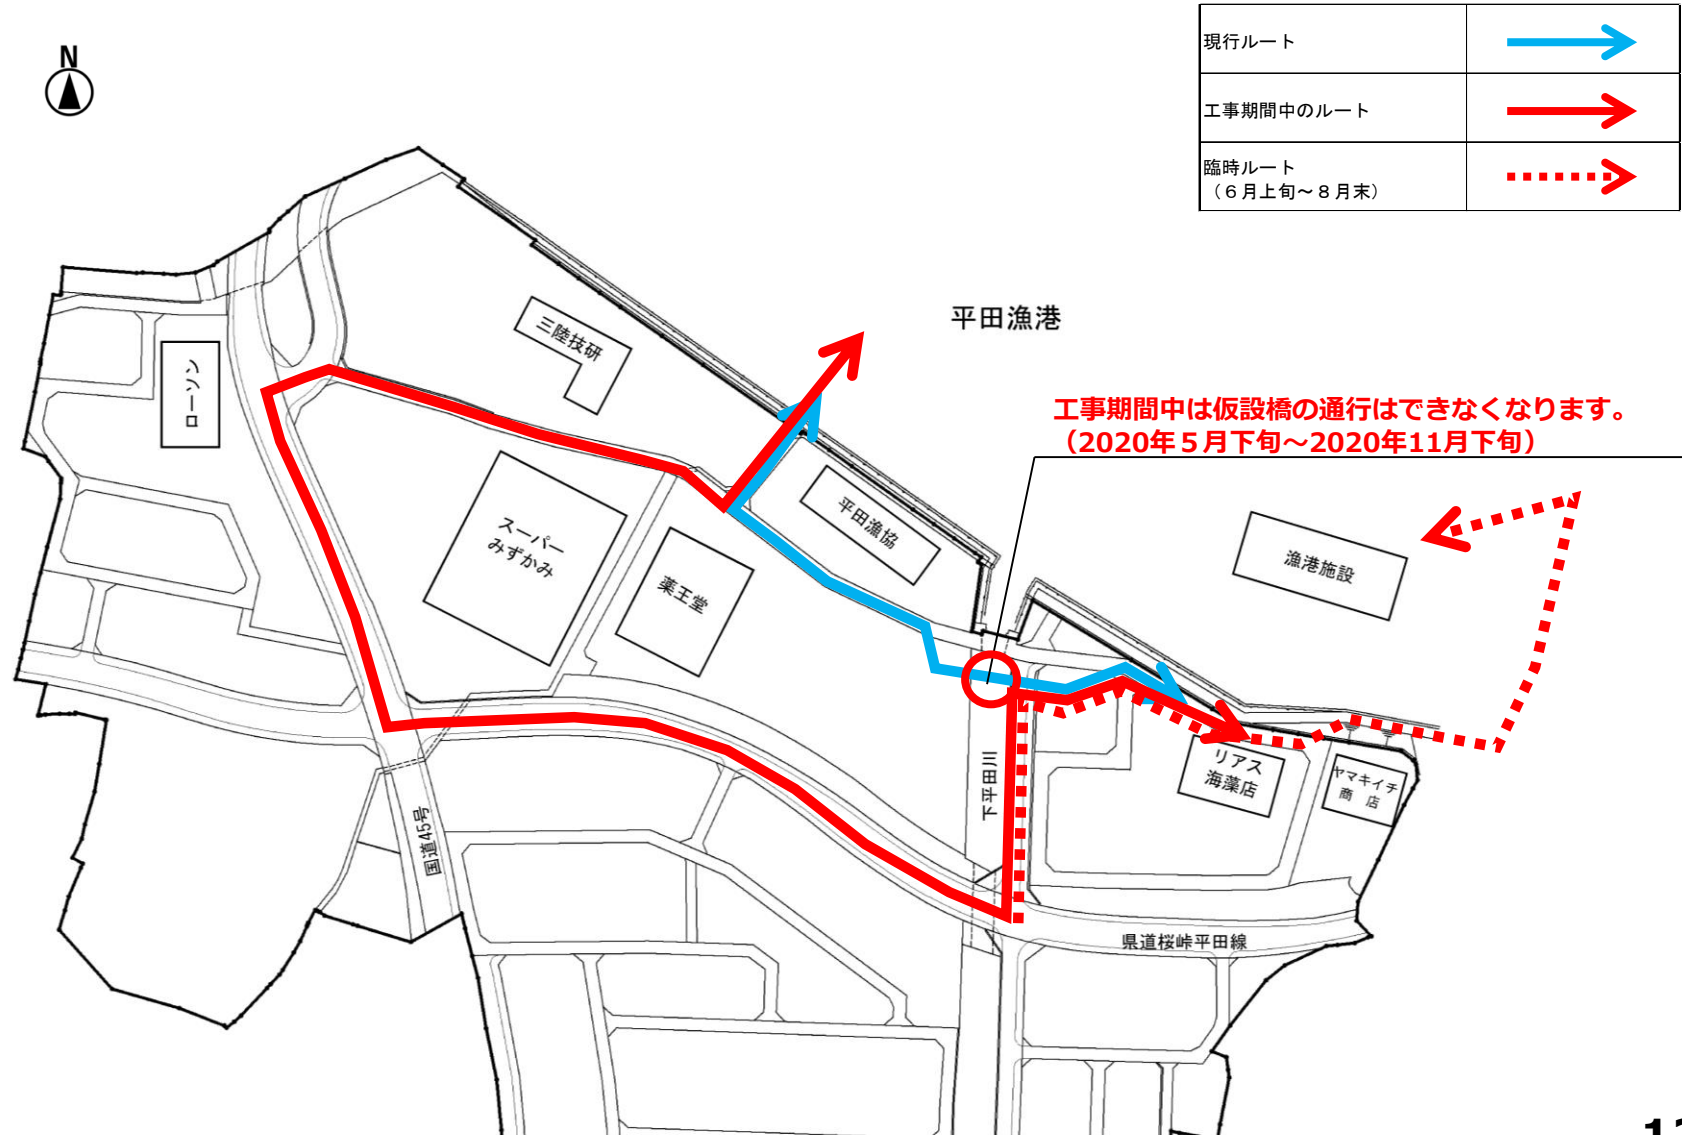 現行ルート
工事期間中のルート
臨時ルート
（６月上旬～８月末）
N
平田漁港
三陸技研
ローソン
工事期間中は仮設橋の通行はできなくなります。
（2020年５月下旬～2020年11月下旬）
スーパー
みずかみ
平田漁協
薬王堂
漁港施設
下平田川
リアス
海藻店
ヤマキイチ
商　店
国道45号
県道桜峠平田線